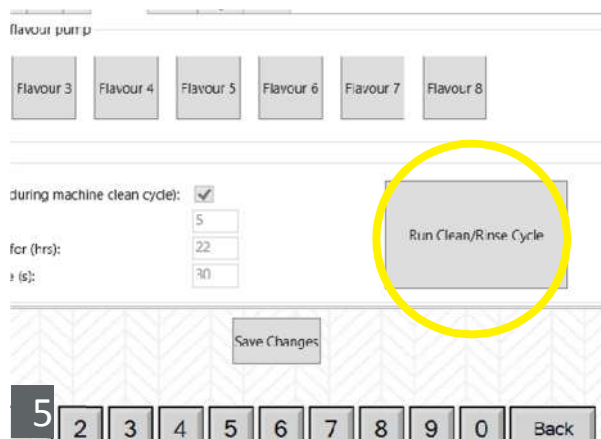 flavour pump
Flavour 3 Flavour 4 Flavour 5 Flavour 6 Flavour 7 Flavour 8
during machine clean cycle):
5
Run Clean/Rinse Cycle
for (hrs): 22
(s): 30
Save Changes
5
2 3 4 5 6 7 8 9 0 Back